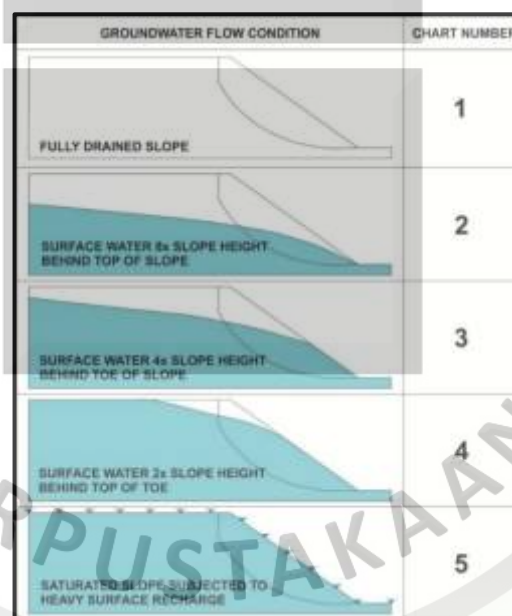 GROUNDWATER FLOW CONDITION CHART NUMBER
FULLY DRAINED SLOPE
1
SURFACE WATER 8x SLOPE HEIGHT
BEHIND TOP OF SLOPE
2
SURFACE WATER 4x SLOPE HEIGHT
BEHIND TOE OF SLOPE
3
SURFACE WATER 2x SLOPE HEIGHT
BEHIND TOP OF TOE
4
SATURATED SLOPE SUBJECTED TO
HEAVY SURFACE RECHARGE
5
RPUSTAKAAN